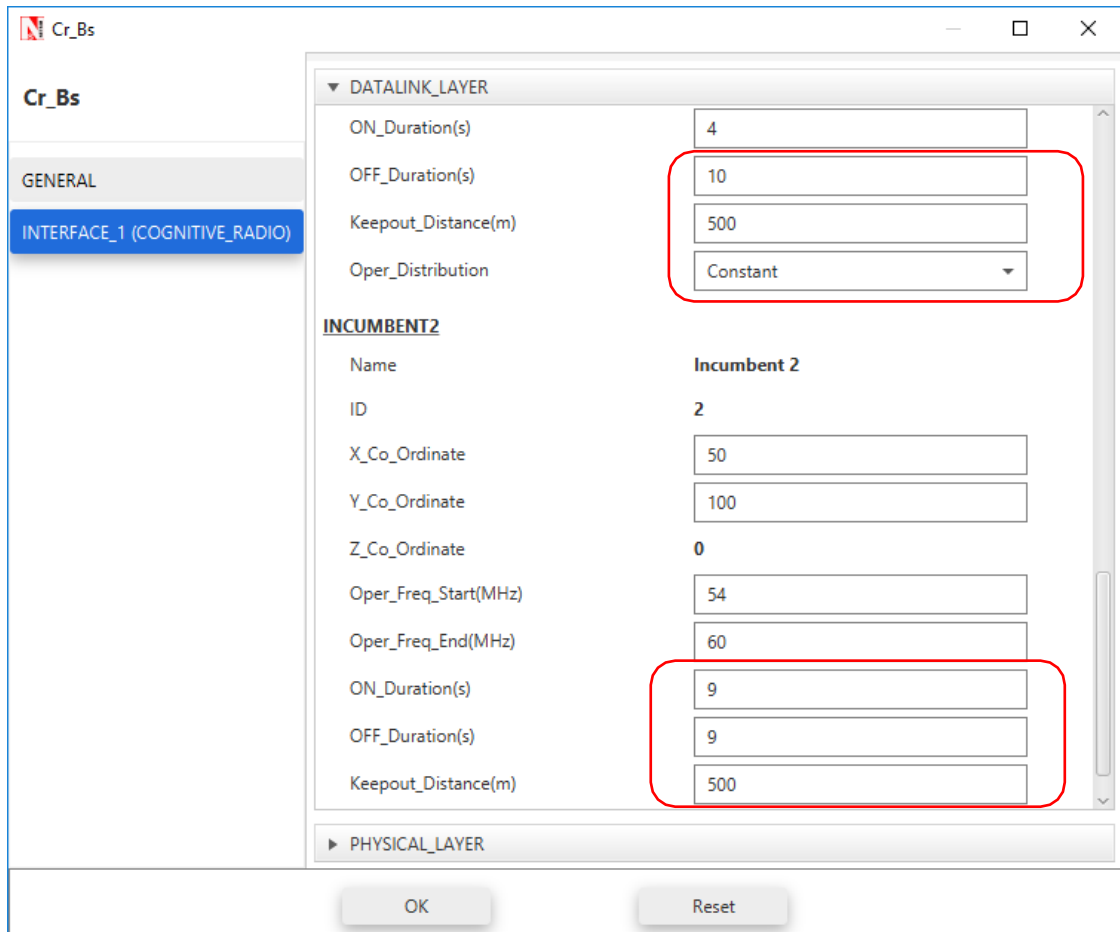 Cr_Bs
Cr_Bs
GENERAL
INTERFACE_1 (COGNITIVE_RADIO)
DATALINK_LAYER
ON_Duration(s) 4
OFF_Duration(s) 10
Keepout_Distance(m) 500
Oper_Distribution Constant
INCUMBENT2
Name Incumbent 2
ID 2
X_Co_Ordinate 50
Y_Co_Ordinate 100
Z_Co_Ordinate 0
Oper_Freq_Start(MHz) 54
Oper_Freq_End(MHz) 60
ON_Duration(s) 9
OFF_Duration(s) 9
Keepout_Distance(m) 500
PHYSICAL_LAYER
OK Reset